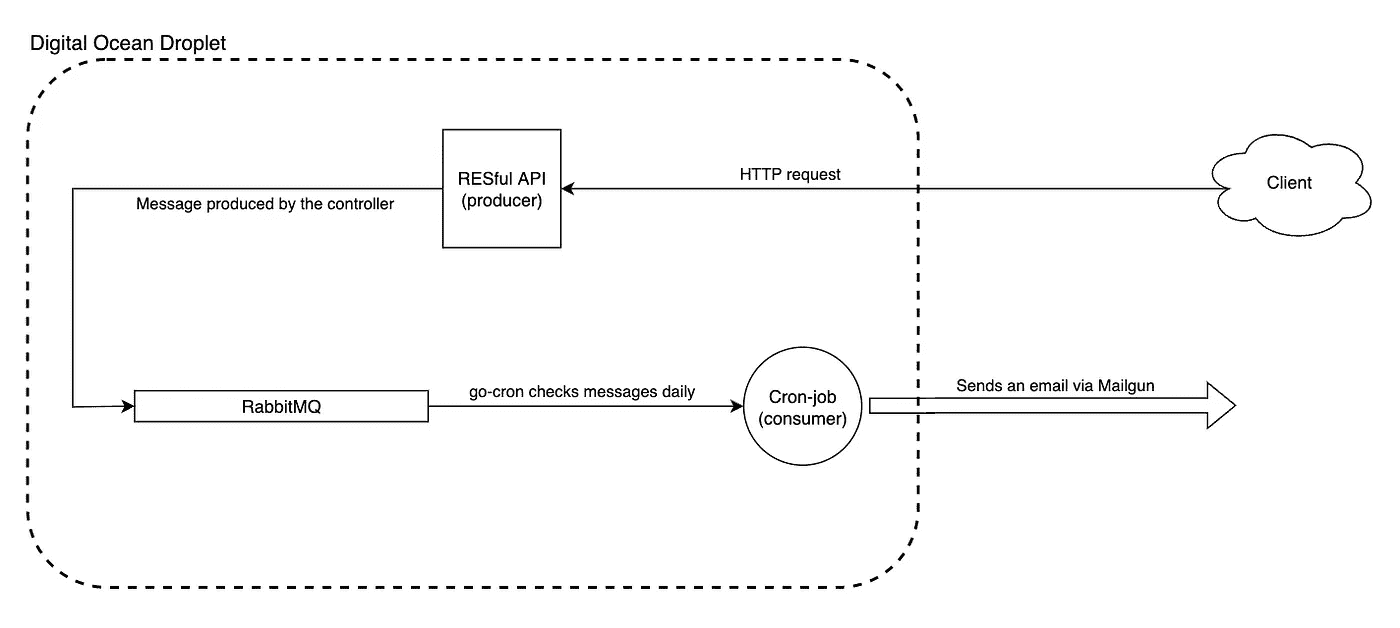 Digital Ocean Droplet
RESful API
(producer)
HTTP request
Client
Message produced by the controller
RabbitMQ
go-cron checks messages daily
Cron-job
(consumer)
Sends an email via Mailgun